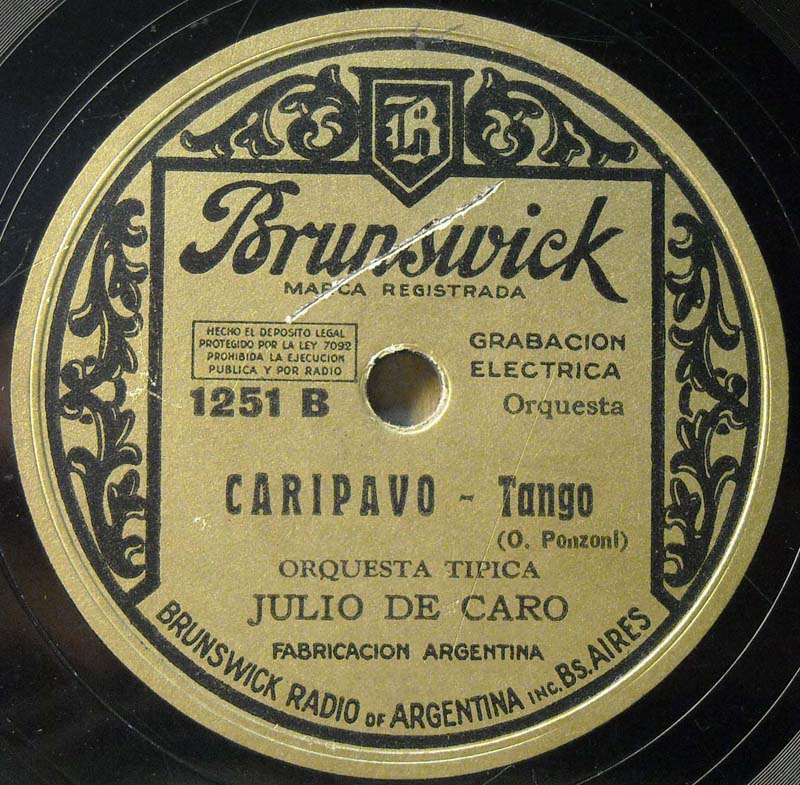 B
Brunswick
MARCA REGISTRADA
HECHO EL DEPOSITO LEGAL
PROTEGIDO POR LA LEY 7092
PROHIBIDA LA EJECUCION
PUBLICA Y POR RADIO
GRABACION
ELECTRICA
1251 B
Orquesta
CARIPAVO - Tango
(O. Ponzoni)
ORQUESTA TIPICA
JULIO DE CARO
FABRICACION ARGENTINA
BRUNSWICK RADIO OF ARGENTINA INC. Bs. AIRES